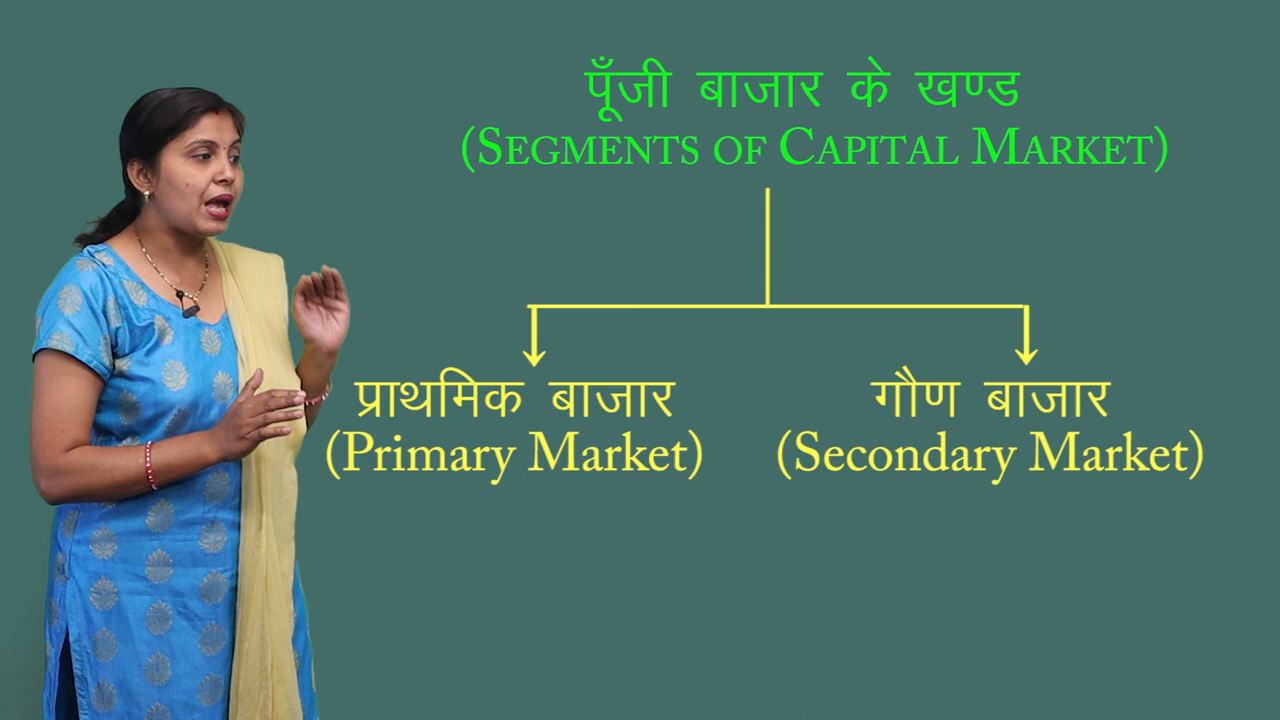 पूँजी बाजार के खण्ड
(SEGMENTS OF CAPITAL MARKET)
प्राथमिक बाजार
(Primary Market)
गौण बाजार
(Secondary Market)